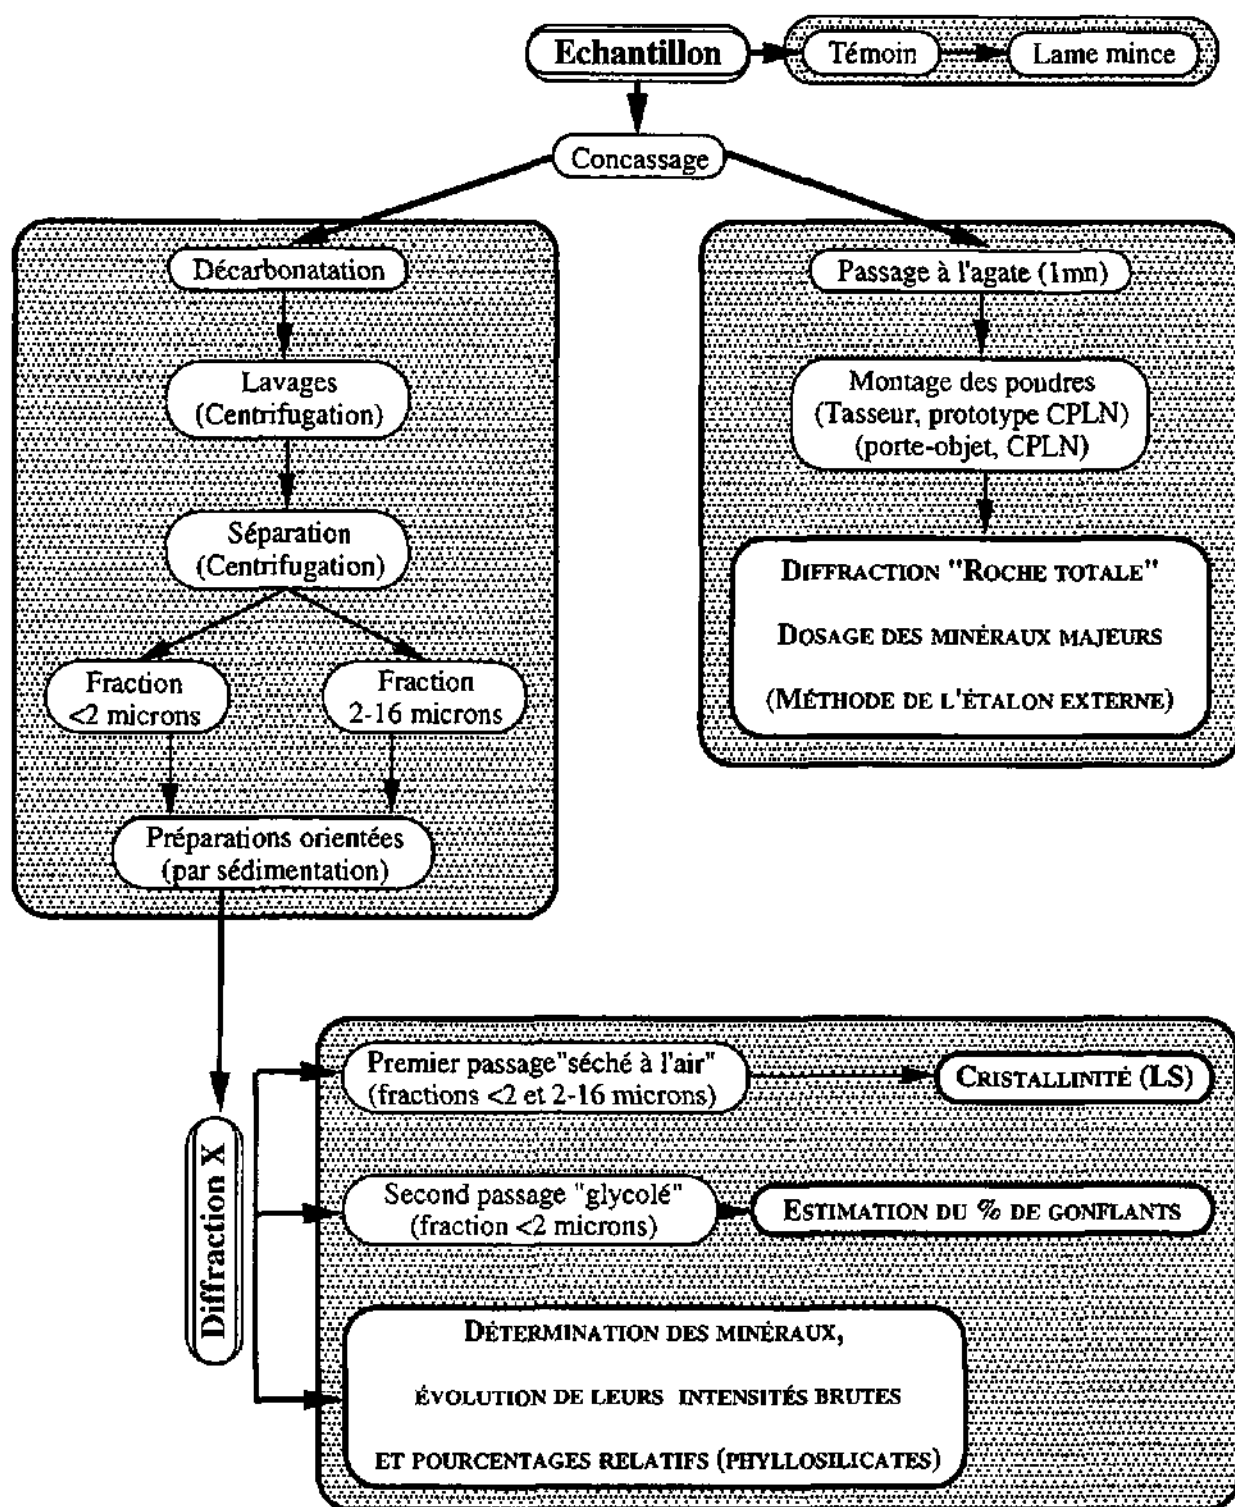 Echantillon
Témoin
Lame mince
Concassage
Décarbonatation
Lavages
(Centrifugation)
Séparation
(Centrifugation)
Fraction
<2 microns
Fraction
2-16 microns
Préparations orientées
(par sédimentation)
Passage à l'agate (1mn)
Montage des poudres
(Tasseur, prototype CPLN)
(porte-objet, CPLN)
DIFFRACTION "ROCHE TOTALE"
DOSAGE DES MINÉRAUX MAJEURS
(MÉTHODE DE L'ÉTALON EXTERNE)
Diffraction X
Premier passage"séché à l'air"
(fractions <2 et 2-16 microns)
CRISTALLINITÉ (LS)
Second passage "glycolé"
(fraction <2 microns)
ESTIMATION DU % DE GONFLANTS
DÉTERMINATION DES MINÉRAUX,
ÉVOLUTION DE LEURS INTENSITÉS BRUTES
ET POURCENTAGES RELATIFS (PHYLLOSILICATES)